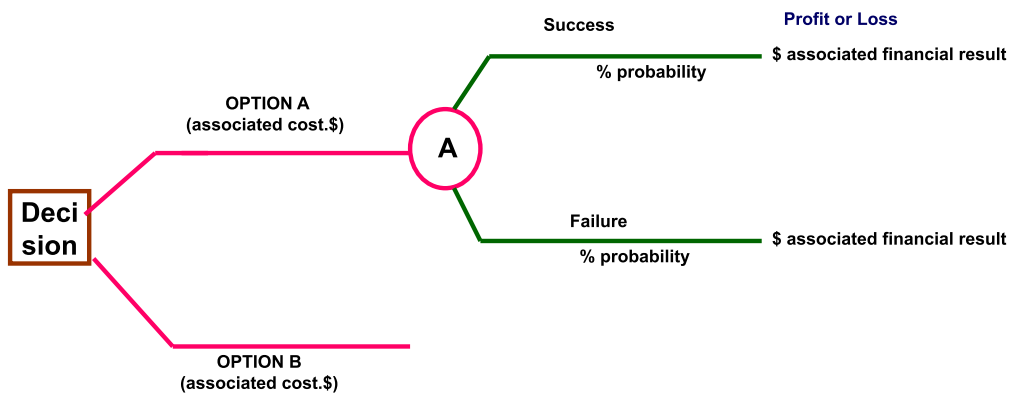 Success
Profit or Loss
$ associated financial result
% probability
OPTION A
(associated cost.$)
A
Deci
sion
Failure
$ associated financial result
% probability
OPTION B
(associated cost.$)